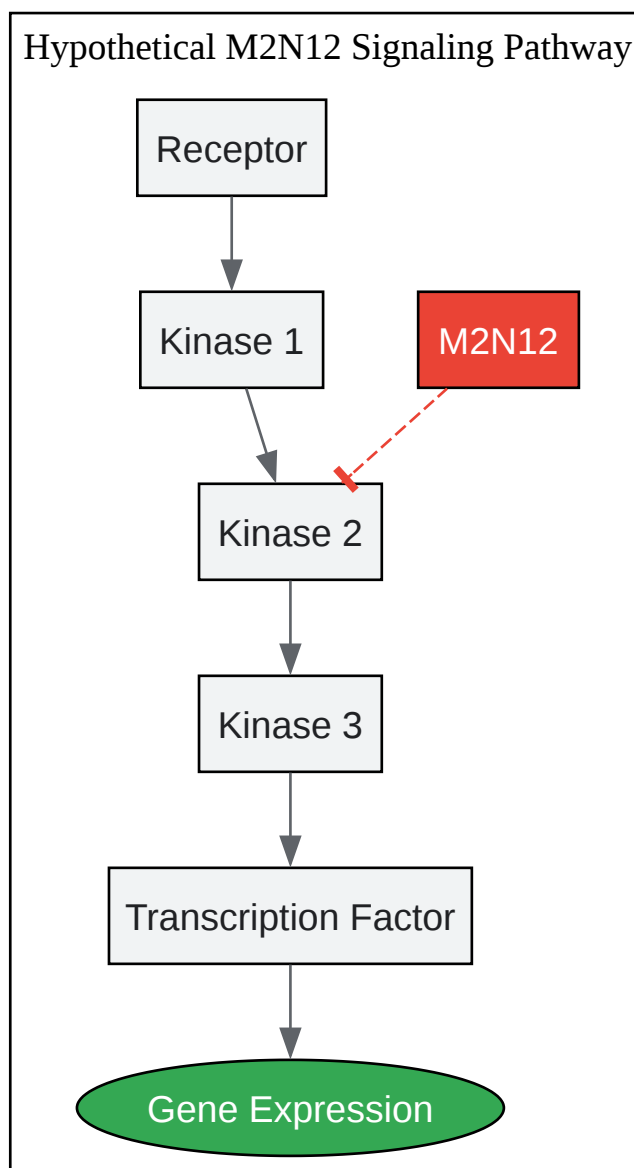 Hypothetical M2N12 Signaling Pathway
Receptor
Kinase 1
M2N12
Kinase 2
Kinase 3
Transcription Factor
Gene Expression